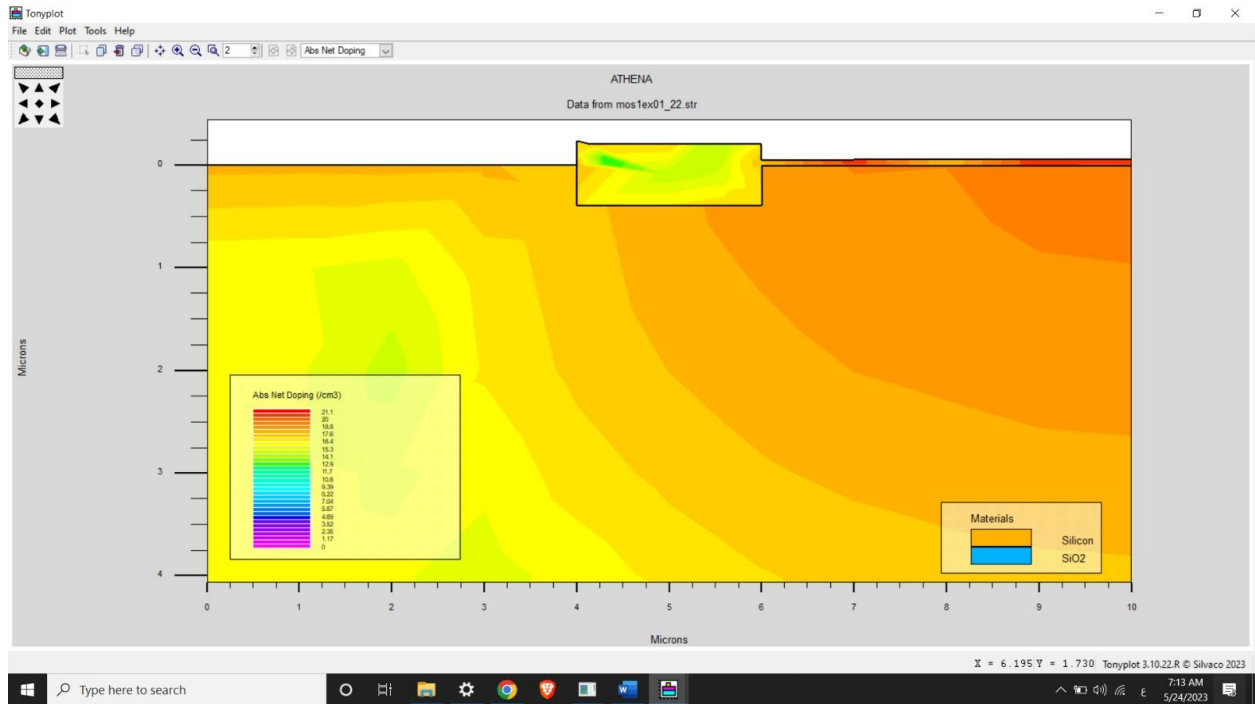 Tonyplot
File Edit Plot Tools Help
2
Abs Net Doping
ATHENA
Data from mos1ex01_22.str
Microns
0
1
2
3
4
Abs Net Doping (/cm3)
21.1
20
18.8
17.6
16.4
15.3
14.1
12.9
11.7
10.6
9.39
8.22
7.04
5.87
4.69
3.52
2.35
1.17
0
Materials
Silicon
SiO2
0 1 2 3 4 5 6 7 8 9 10
Microns
X = 6.195 Y = 1.730 Tonyplot 3.10.22.R © Silvaco 2023
Type here to search
ع
7:13 AM
5/24/2023